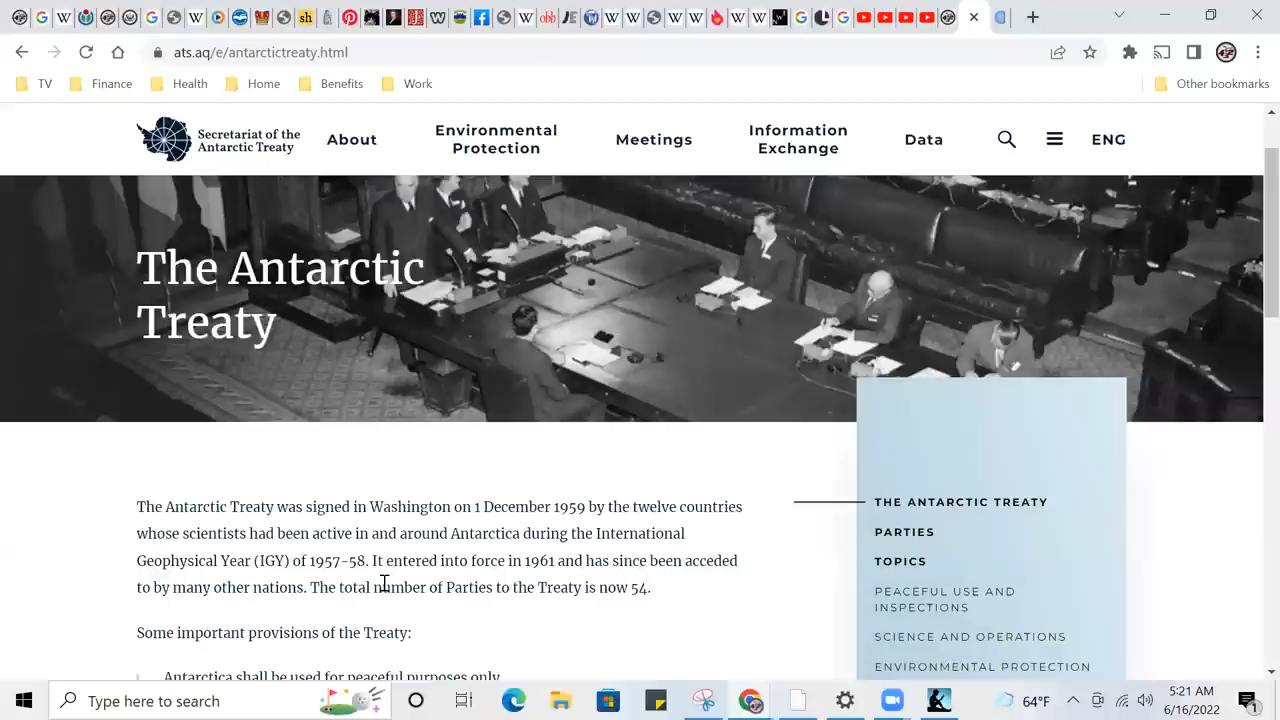 ats.aq/e/antarctictreaty.html
TV Finance Health Home Benefits Work Other bookmarks
Secretariat of the
Antarctic Treaty
About
Environmental
Protection
Meetings
Information
Exchange
Data
ENG
The Antarctic
Treaty
The Antarctic Treaty was signed in Washington on 1 December 1959 by the twelve countries
whose scientists had been active in and around Antarctica during the International
Geophysical Year (IGY) of 1957-58. It entered into force in 1961 and has since been acceded
to by many other nations. The total number of Parties to the Treaty is now 54.
Some important provisions of the Treaty:
Antarctica shall be used for peaceful purposes only
THE ANTARCTIC TREATY
PARTIES
TOPICS
PEACEFUL USE AND
INSPECTIONS
SCIENCE AND OPERATIONS
ENVIRONMENTAL PROTECTION
Type here to search
64°F
5:21 AM
6/16/2022